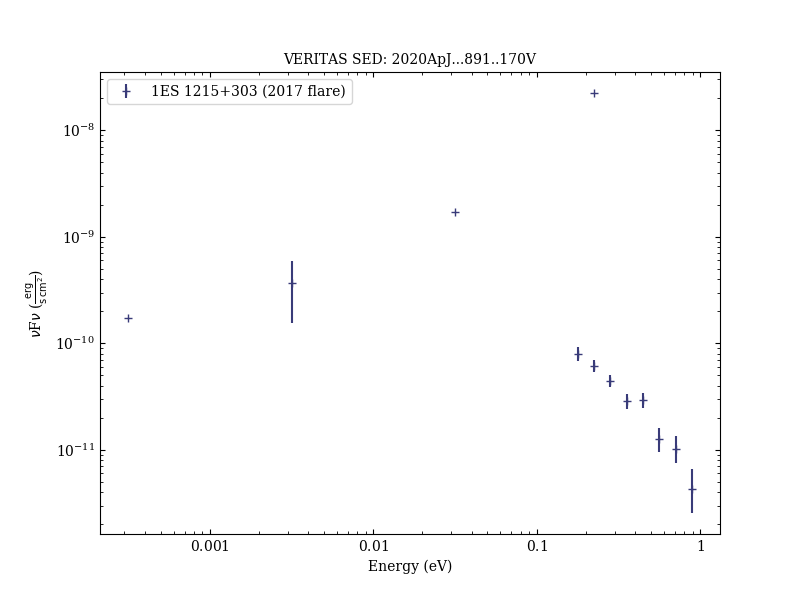 VERITAS SED: 2020ApJ...891..170V
1ES 1215+303 (2017 flare)
10⁻⁸
10⁻⁹
10⁻¹⁰
10⁻¹¹
νFν (erg / s cm²)
0.001 0.01 0.1 1
Energy (eV)